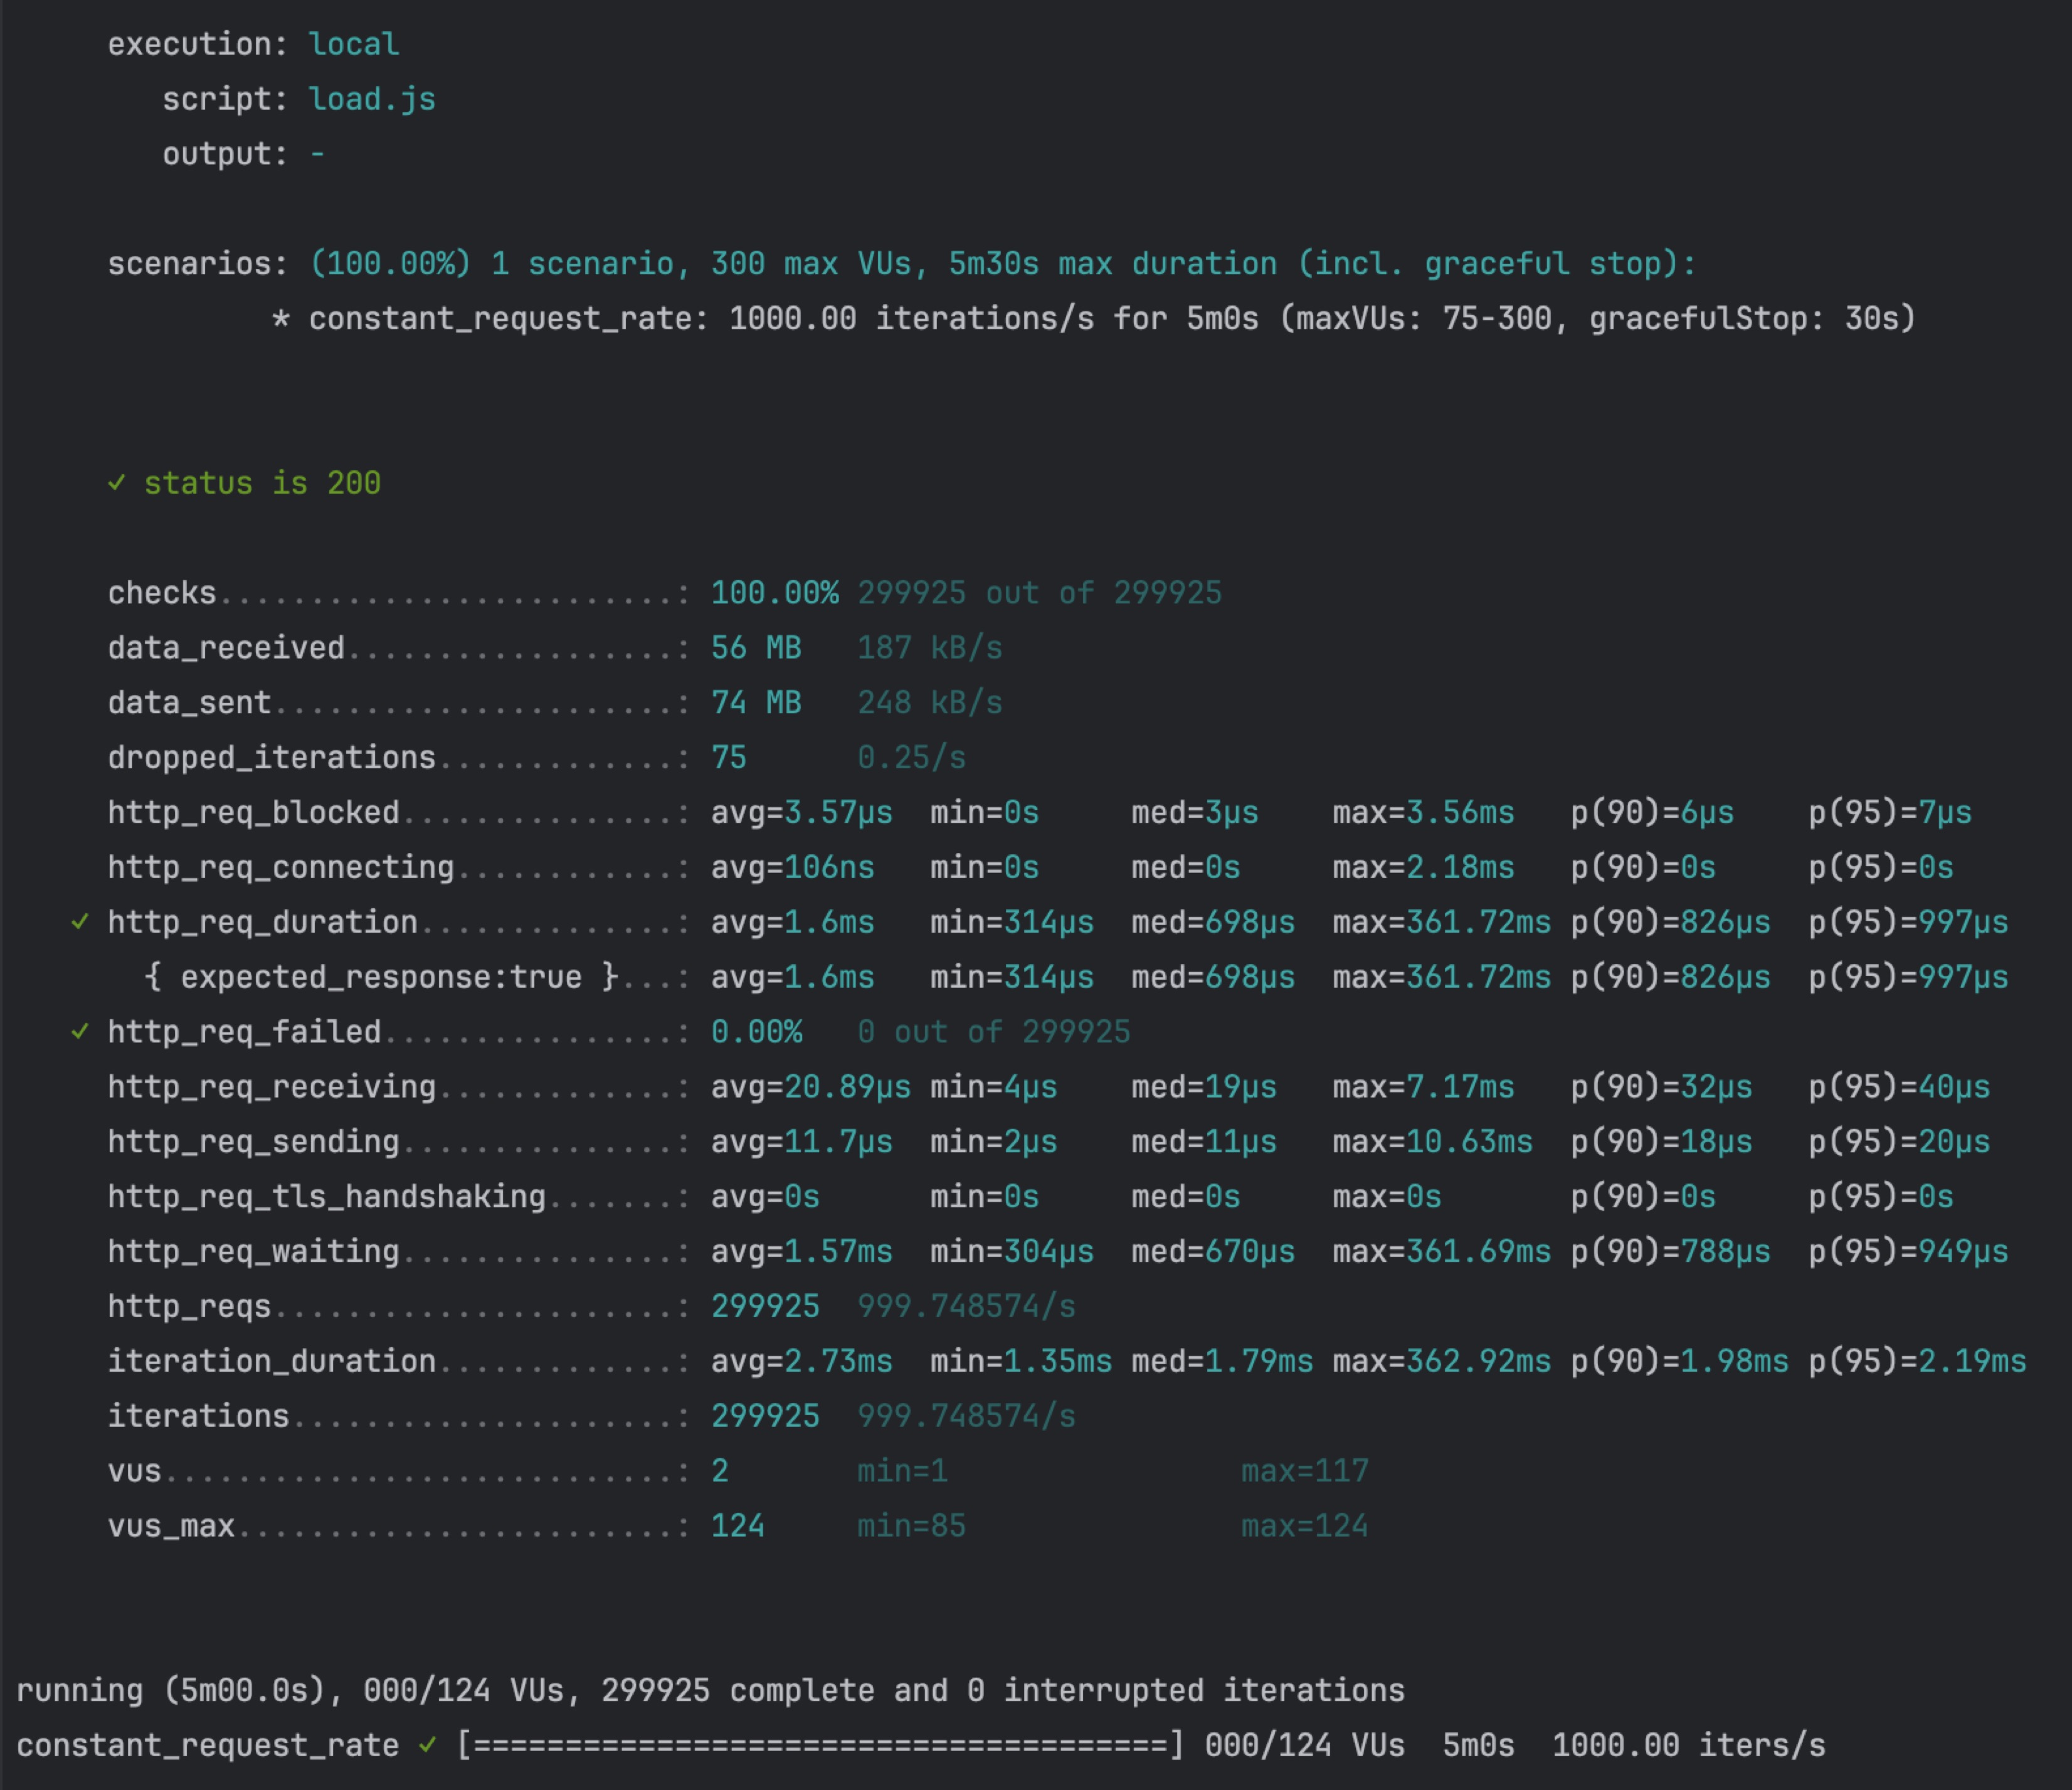 execution: local
script: load.js
output: -
scenarios: (100.00%) 1 scenario, 300 max VUs, 5m30s max duration (incl. graceful stop):
* constant_request_rate: 1000.00 iterations/s for 5m0s (maxVUs: 75-300, gracefulStop: 30s)
✓ status is 200
checks.........................: 100.00% 299925 out of 299925
data_received..................: 56 MB 187 kB/s
data_sent......................: 74 MB 248 kB/s
dropped_iterations.............: 75 0.25/s
http_req_blocked...............: avg=3.57µs min=0s med=3µs max=3.56ms p(90)=6µs p(95)=7µs
http_req_connecting............: avg=106ns min=0s med=0s max=2.18ms p(90)=0s p(95)=0s
✓ http_req_duration..............: avg=1.6ms min=314µs med=698µs max=361.72ms p(90)=826µs p(95)=997µs
{ expected_response:true }...: avg=1.6ms min=314µs med=698µs max=361.72ms p(90)=826µs p(95)=997µs
✓ http_req_failed................: 0.00% 0 out of 299925
http_req_receiving.............: avg=20.89µs min=4µs med=19µs max=7.17ms p(90)=32µs p(95)=40µs
http_req_sending...............: avg=11.7µs min=2µs med=11µs max=10.63ms p(90)=18µs p(95)=20µs
http_req_tls_handshaking.......: avg=0s min=0s med=0s max=0s p(90)=0s p(95)=0s
http_req_waiting...............: avg=1.57ms min=304µs med=670µs max=361.69ms p(90)=788µs p(95)=949µs
http_reqs......................: 299925 999.748574/s
iteration_duration.............: avg=2.73ms min=1.35ms med=1.79ms max=362.92ms p(90)=1.98ms p(95)=2.19ms
iterations.....................: 299925 999.748574/s
vus............................: 2 min=1 max=117
vus_max........................: 124 min=85 max=124
running (5m00.0s), 000/124 VUs, 299925 complete and 0 interrupted iterations
constant_request_rate ✓ [======================================] 000/124 VUs 5m0s 1000.00 iters/s